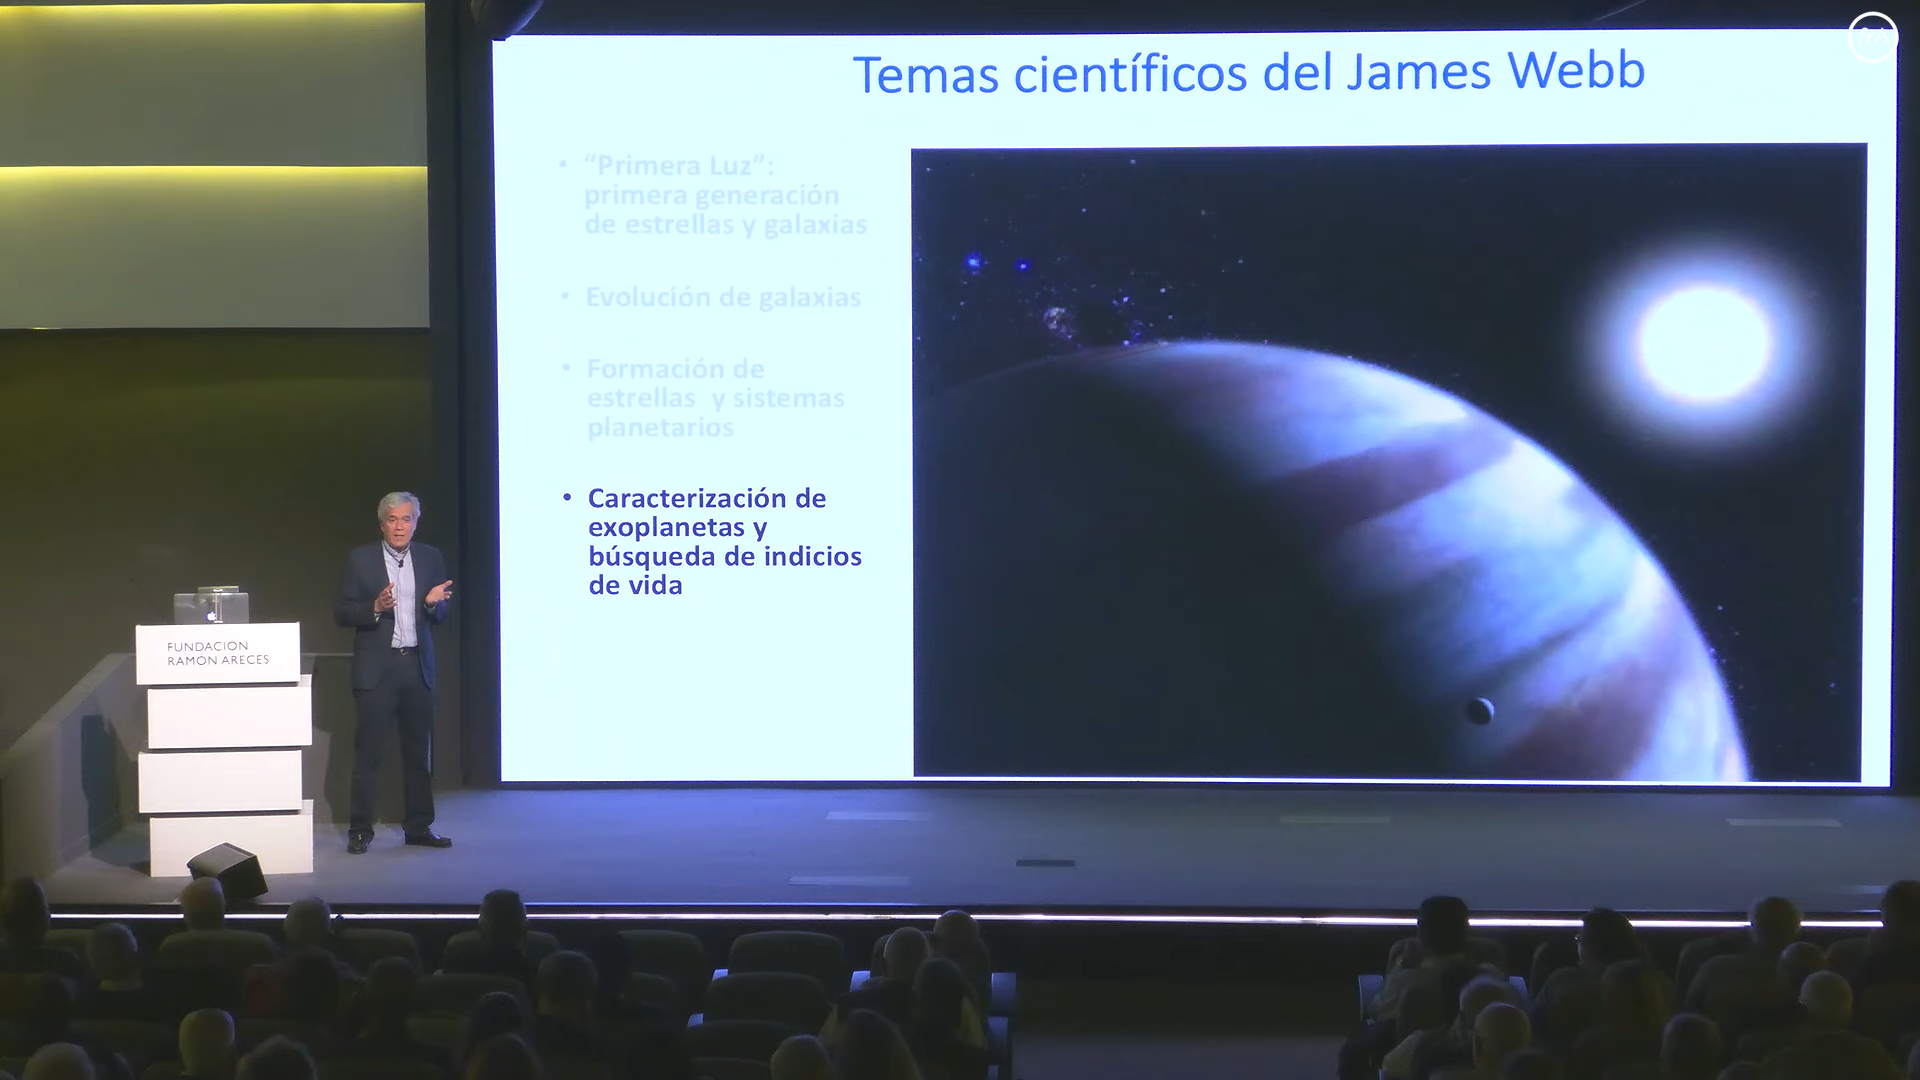 Temas científicos del James Webb
• “Primera Luz”:
primera generación
de estrellas y galaxias
• Evolución de galaxias
• Formación de
estrellas y sistemas
planetarios
• Caracterización de
exoplanetas y
búsqueda de indicios
de vida
FUNDACION
RAMÓN ARECES